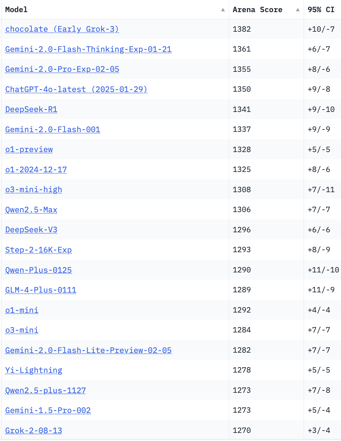 Model Arena Score 95% CI
chocolate (Early Grok-3) 1382 +10/-7
Gemini-2.0-Flash-Thinking-Exp-01-21 1361 +6/-7
Gemini-2.0-Pro-Exp-02-05 1355 +8/-6
ChatGPT-4o-latest (2025-01-29) 1350 +9/-8
DeepSeek-R1 1341 +9/-10
Gemini-2.0-Flash-001 1337 +9/-9
o1-preview 1328 +5/-5
o1-2024-12-17 1325 +8/-6
o3-mini-high 1308 +7/-11
Qwen2.5-Max 1306 +7/-7
DeepSeek-V3 1296 +6/-6
Step-2-16K-Exp 1293 +8/-9
Qwen-Plus-0125 1290 +11/-10
GLM-4-Plus-0111 1289 +11/-9
o1-mini 1292 +4/-4
o3-mini 1284 +7/-7
Gemini-2.0-Flash-Lite-Preview-02-05 1282 +7/-7
Yi-Lightning 1278 +5/-5
Qwen2.5-plus-1127 1273 +7/-8
Gemini-1.5-Pro-002 1273 +5/-4
Grok-2-08-13 1270 +3/-4